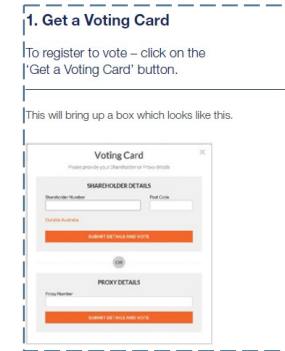 1. Get a Voting Card
To register to vote – click on the
‘Get a Voting Card’ button.
This will bring up a box which looks like this.
Voting Card
×
Please provide your Shareholder or Proxy details
SHAREHOLDER DETAILS
Shareholder Number
Post Code
Outside Australia
SUBMIT DETAILS AND VOTE
OR
PROXY DETAILS
Proxy Number
SUBMIT DETAILS AND VOTE